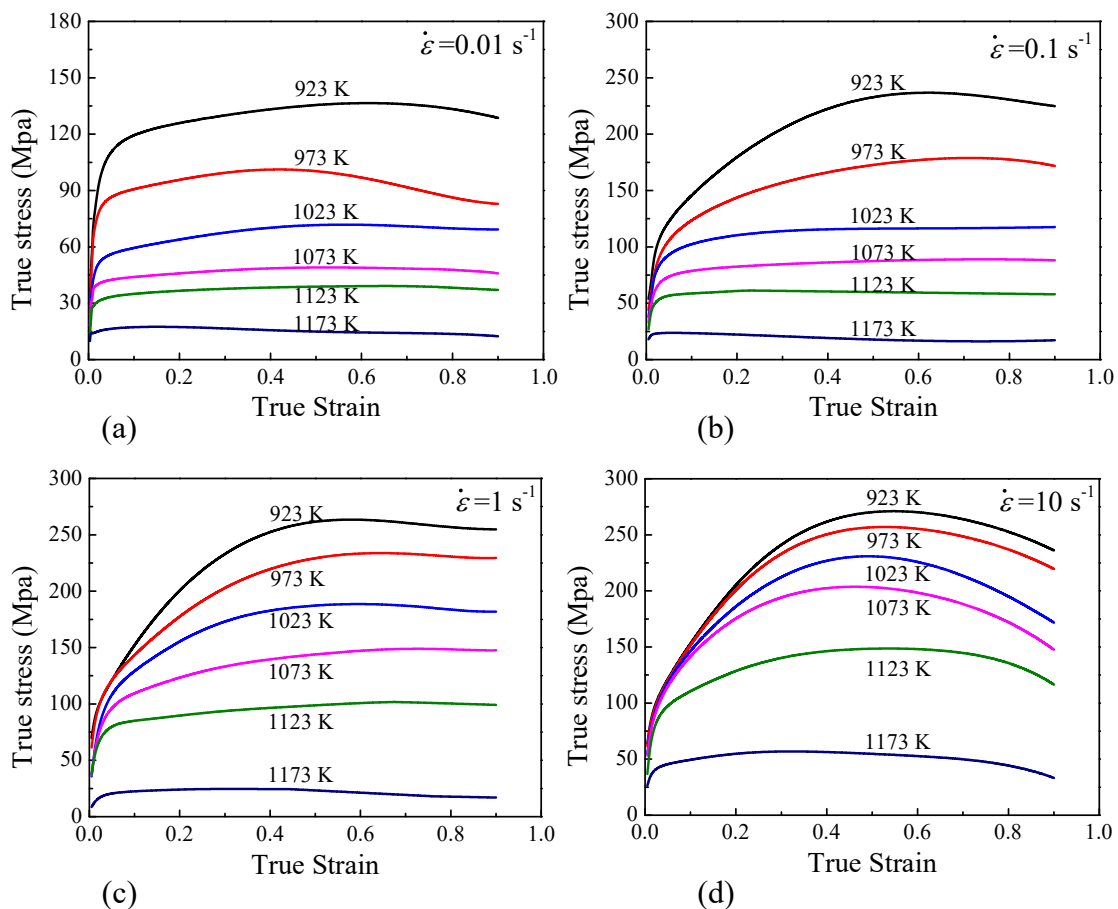 ε̇=0.01 s⁻¹
180
150
120
90
60
30
0
True stress (Mpa)
923 K
973 K
1023 K
1073 K
1123 K
1173 K
0.0 0.2 0.4 0.6 0.8 1.0
True Strain
(a)
ε̇=0.1 s⁻¹
300
250
200
150
100
50
0
True stress (Mpa)
923 K
973 K
1023 K
1073 K
1123 K
1173 K
0.0 0.2 0.4 0.6 0.8 1.0
True Strain
(b)
ε̇=1 s⁻¹
300
250
200
150
100
50
0
True stress (Mpa)
923 K
973 K
1023 K
1073 K
1123 K
1173 K
0.0 0.2 0.4 0.6 0.8 1.0
True Strain
(c)
ε̇=10 s⁻¹
300
250
200
150
100
50
0
True stress (Mpa)
923 K
973 K
1023 K
1073 K
1123 K
1173 K
0.0 0.2 0.4 0.6 0.8 1.0
True Strain
(d)